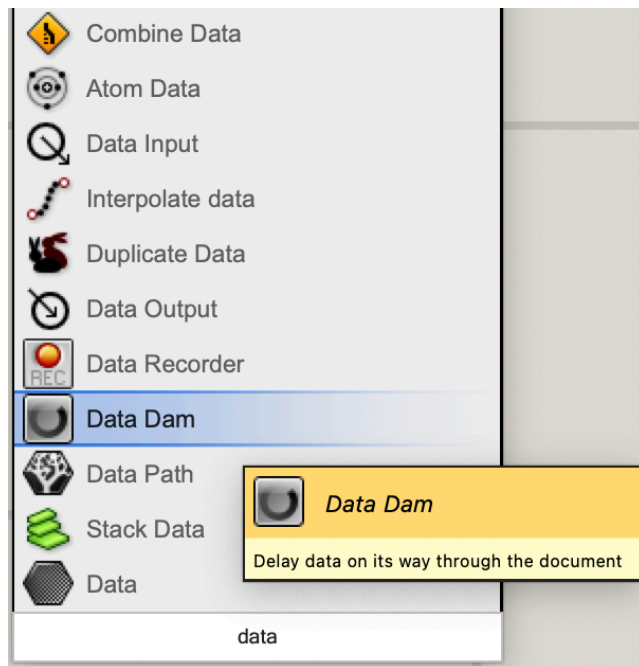 Combine Data
Atom Data
Data Input
Interpolate data
Duplicate Data
Data Output
REC
Data Recorder
Data Dam
Data Path
Data Dam
Stack Data
Delay data on its way through the document
Data
data